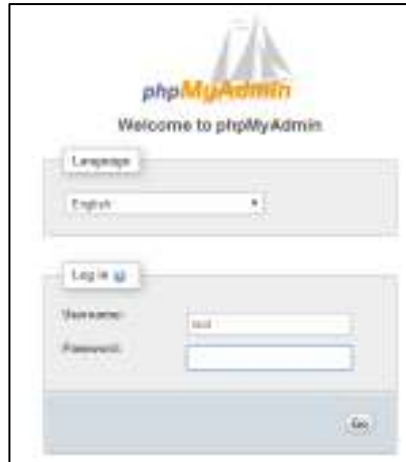 phpMyAdmin
Welcome to phpMyAdmin
Language
English
Log in
Username:
Password:
Go